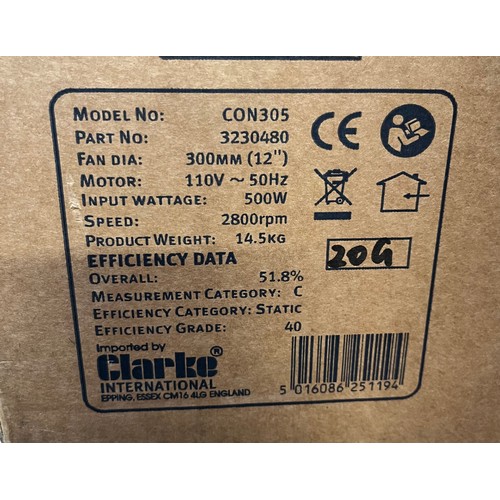 MODEL NO: CON305
PART NO: 3230480
FAN DIA: 300MM (12")
MOTOR: 110V ~ 50Hz
INPUT WATTAGE: 500W
SPEED: 2800rpm
PRODUCT WEIGHT: 14.5KG
EFFICIENCY DATA
OVERALL: 51.8%
MEASUREMENT CATEGORY: C
EFFICIENCY CATEGORY: STATIC
EFFICIENCY GRADE: 40
CE
20G
Imported by
Clarke®
INTERNATIONAL
EPPING, ESSEX CM16 4LG ENGLAND
5 016086 251194